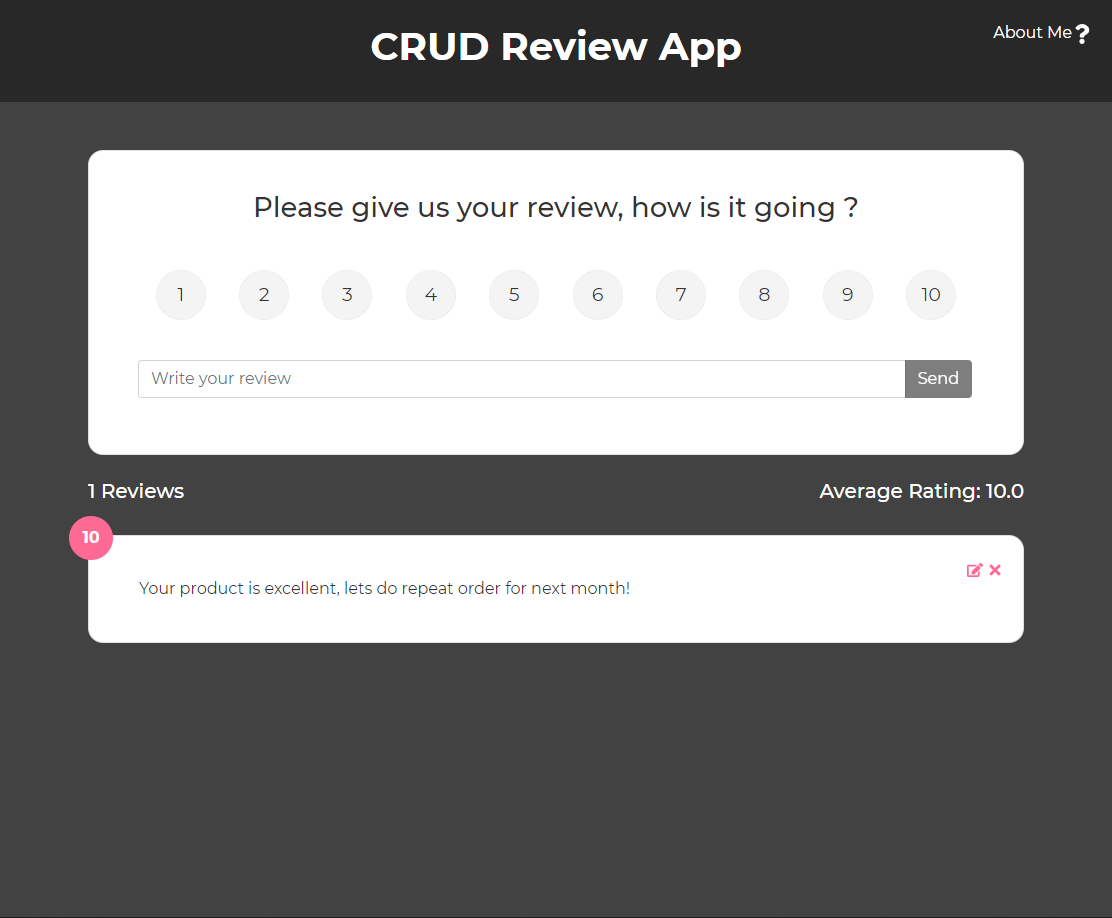 CRUD Review App
About Me ?
Please give us your review, how is it going ?
1 2 3 4 5 6 7 8 9 10
Write your review
Send
1 Reviews
Average Rating: 10.0
10
Your product is excellent, lets do repeat order for next month!